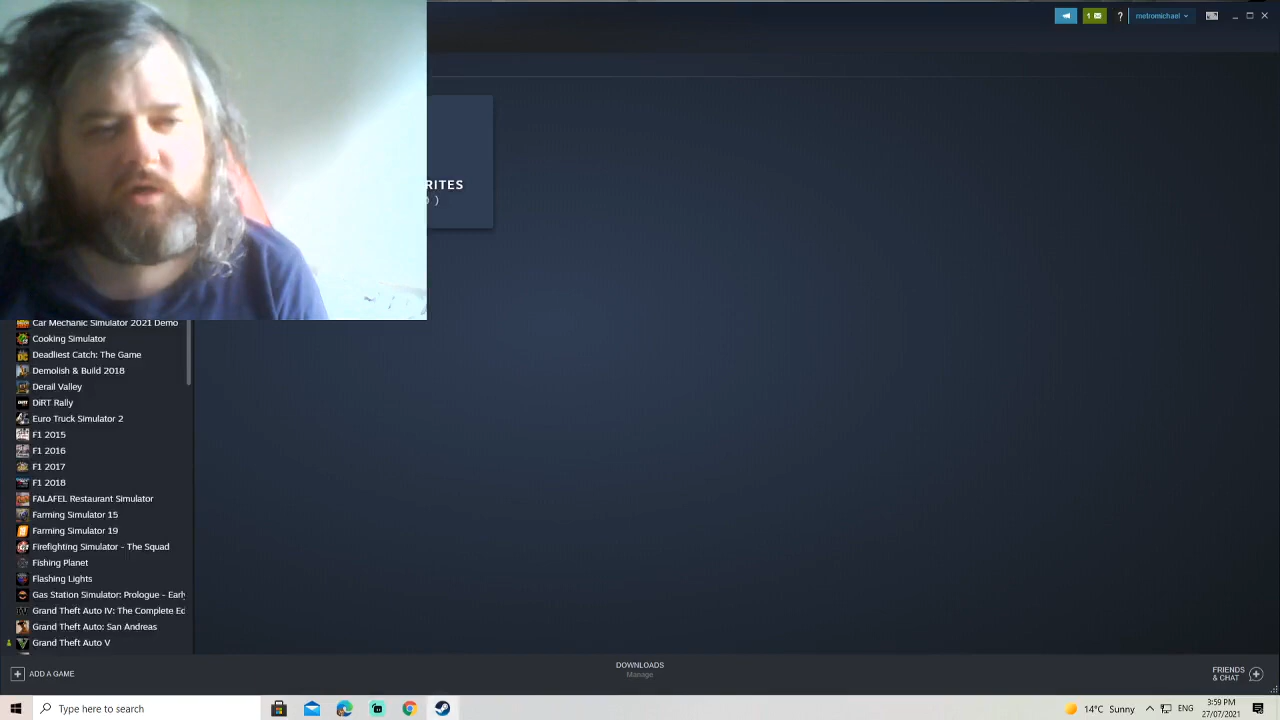 1
?
metromichael
RITES
)
Car Mechanic Simulator 2021 Demo
Cooking Simulator
Deadliest Catch: The Game
Demolish & Build 2018
Derail Valley
DiRT Rally
Euro Truck Simulator 2
F1 2015
F1 2016
F1 2017
F1 2018
FALAFEL Restaurant Simulator
Farming Simulator 15
Farming Simulator 19
Firefighting Simulator - The Squad
Fishing Planet
Flashing Lights
Gas Station Simulator: Prologue - Early
Grand Theft Auto IV: The Complete Ed
Grand Theft Auto: San Andreas
Grand Theft Auto V
ADD A GAME
DOWNLOADS
Manage
FRIENDS
& CHAT
Type here to search
14°C Sunny
ENG
3:59 PM
27/07/2021